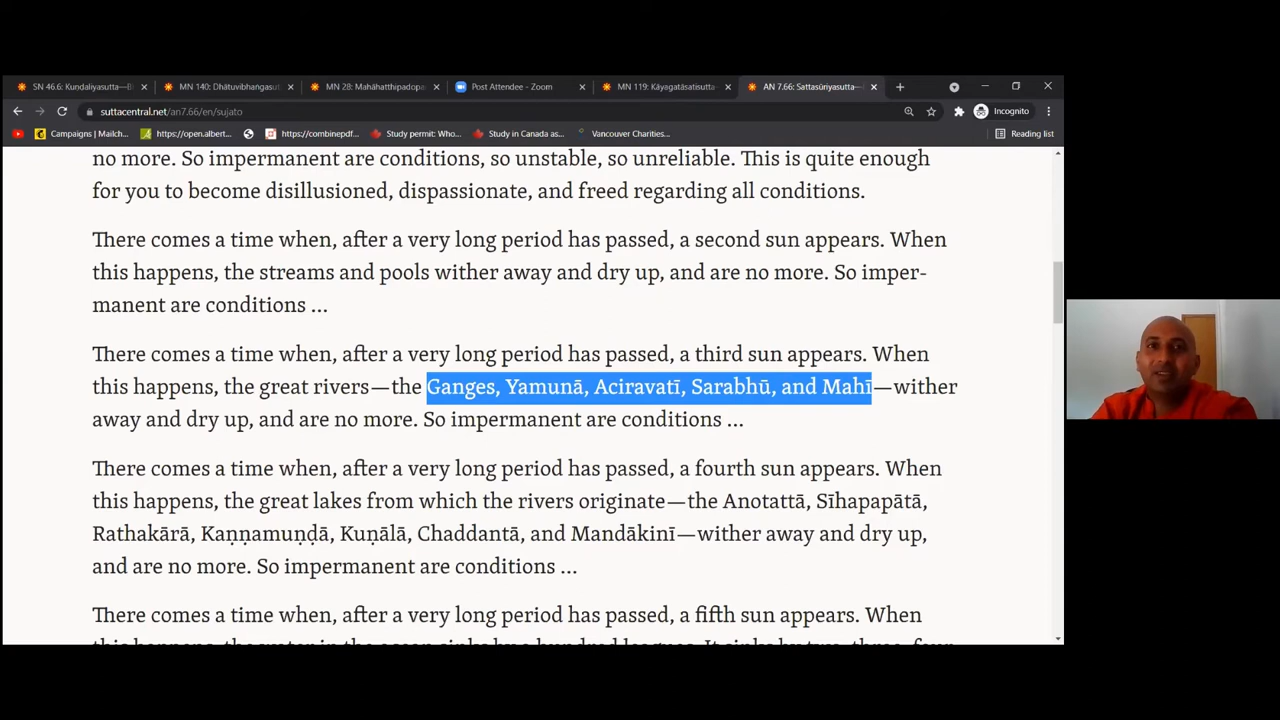 SN 46.6: Kuṇḍaliyasutta—B
MN 140: Dhātuvibhaṅgasut
MN 28: Mahāhatthipadopa
Post Attendee - Zoom
MN 119: Kāyagatāsatisutta
AN 7.66: Sattasūriyasutta—
suttacentral.net/an7.66/en/sujato
Incognito
Campaigns | Mailch...
https://open.albert...
https://combinepdf...
Study permit: Who...
Study in Canada as...
Vancouver Charities...
Reading list
no more. So impermanent are conditions, so unstable, so unreliable. This is quite enough
for you to become disillusioned, dispassionate, and freed regarding all conditions.
There comes a time when, after a very long period has passed, a second sun appears. When
this happens, the streams and pools wither away and dry up, and are no more. So imper-
manent are conditions …
There comes a time when, after a very long period has passed, a third sun appears. When
this happens, the great rivers—the Ganges, Yamunā, Aciravatī, Sarabhū, and Mahī—wither
away and dry up, and are no more. So impermanent are conditions …
There comes a time when, after a very long period has passed, a fourth sun appears. When
this happens, the great lakes from which the rivers originate—the Anotattā, Sīhapapātā,
Rathakārā, Kaṇṇamuṇḍā, Kuṇālā, Chaddantā, and Mandākinī—wither away and dry up,
and are no more. So impermanent are conditions …
There comes a time when, after a very long period has passed, a fifth sun appears. When